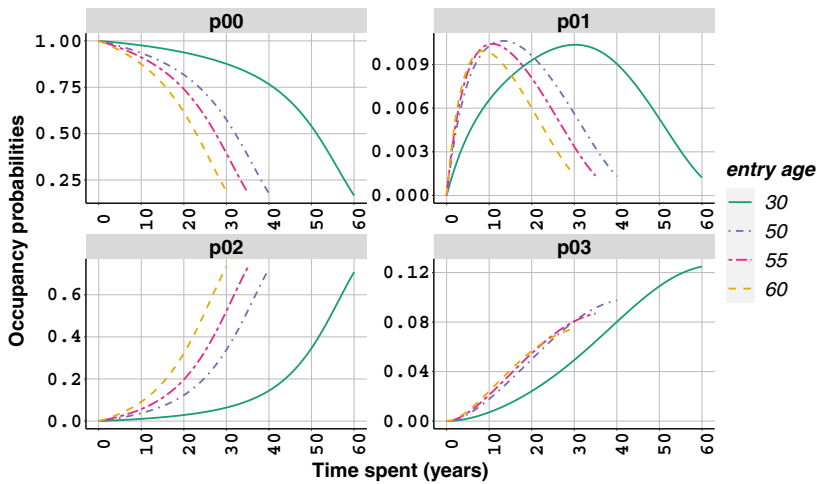 p00
p01
1.00
0.75
0.50
0.25
0.009
0.006
0.003
0.000
0 10 20 30 40 50 60
0 10 20 30 40 50 60
p02
p03
0.6
0.4
0.2
0.0
0.12
0.08
0.04
0.00
0 10 20 30 40 50 60
0 10 20 30 40 50 60
Occupancy probabilities
Time spent (years)
entry age
30
50
55
60